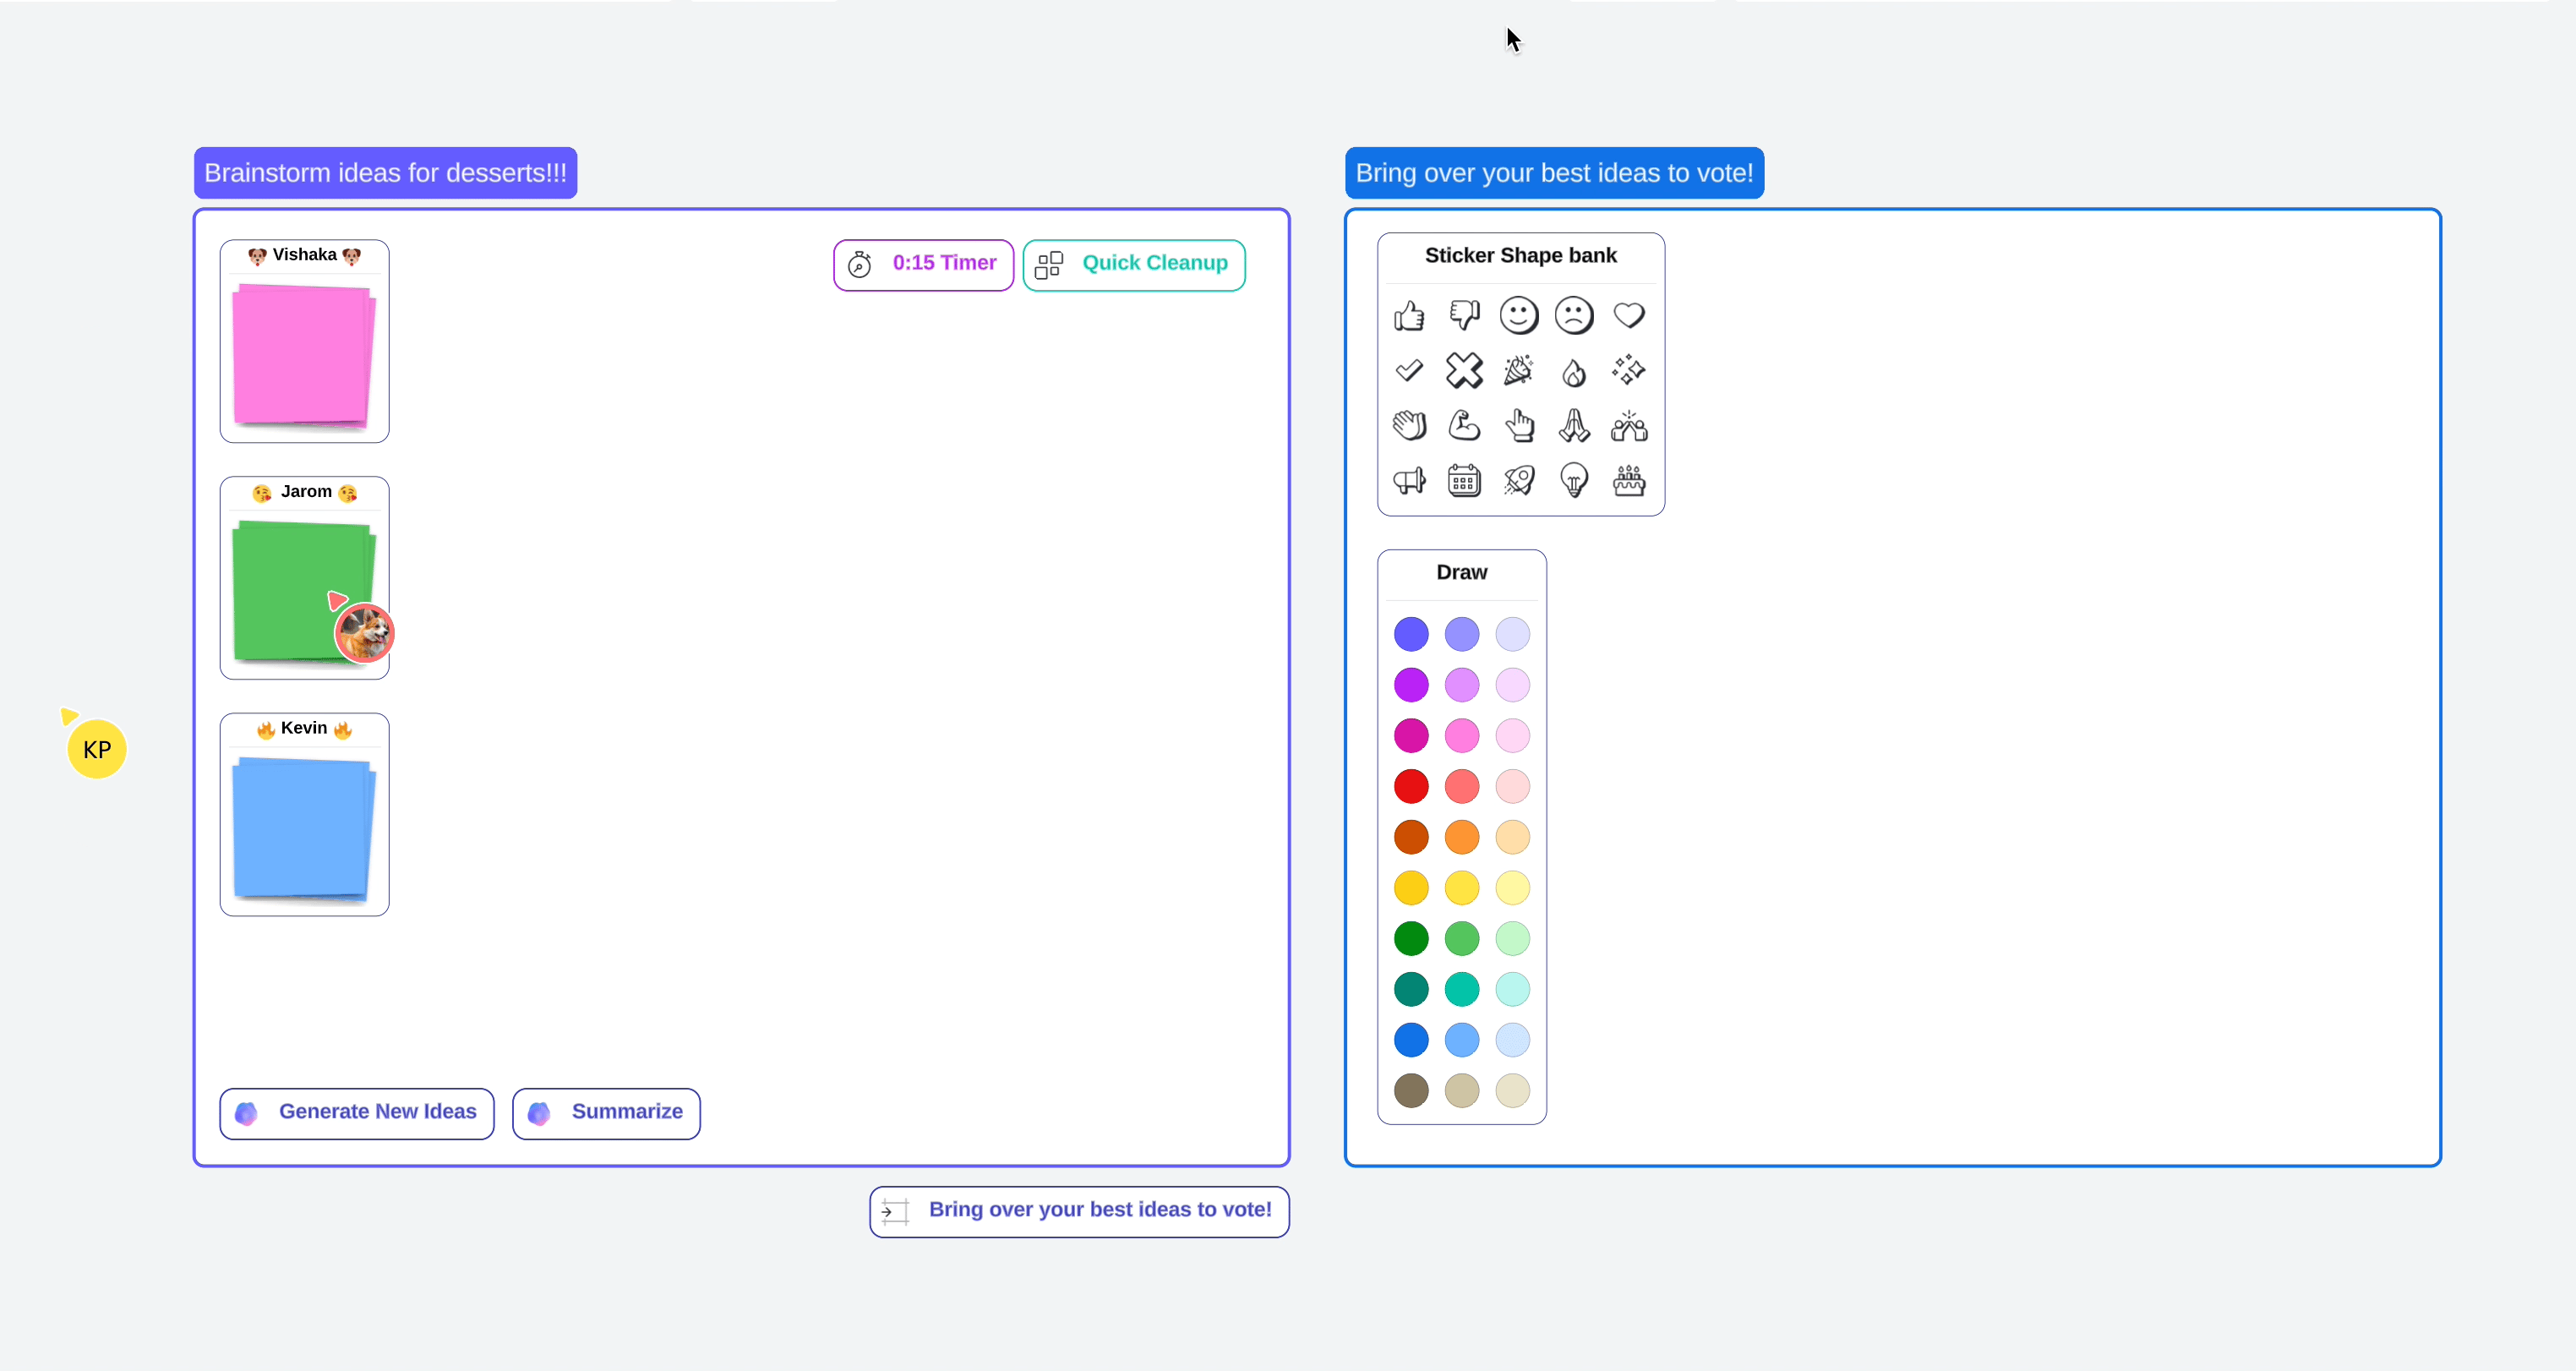 Brainstorm ideas for desserts!!!
Bring over your best ideas to vote!
🐶 Vishaka 🐶
0:15 Timer
Quick Cleanup
Sticker Shape bank
😘 Jarom 😘
Draw
KP
🔥 Kevin 🔥
Generate New Ideas
Summarize
Bring over your best ideas to vote!